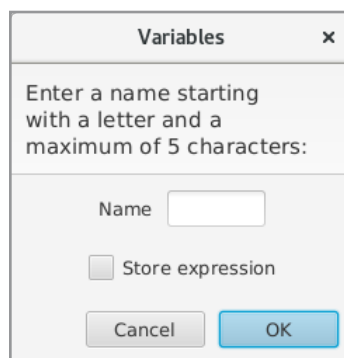 Variables ×
Enter a name starting
with a letter and a
maximum of 5 characters:
Name
Store expression
Cancel OK